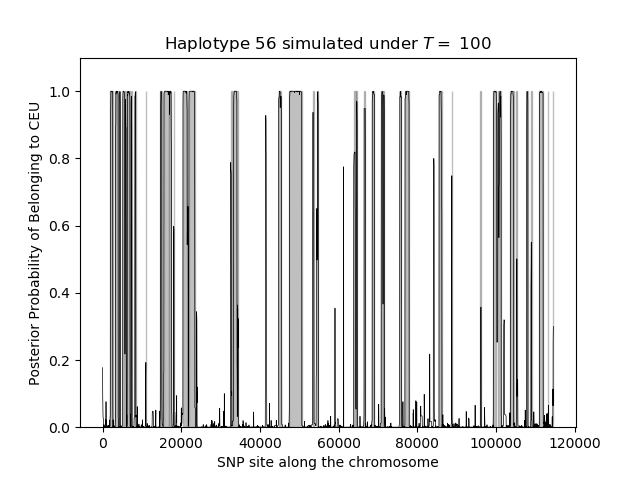 Haplotype 56 simulated under T = 100
Posterior Probability of Belonging to CEU
1.0
0.8
0.6
0.4
0.2
0.0
0 20000 40000 60000 80000 100000 120000
SNP site along the chromosome